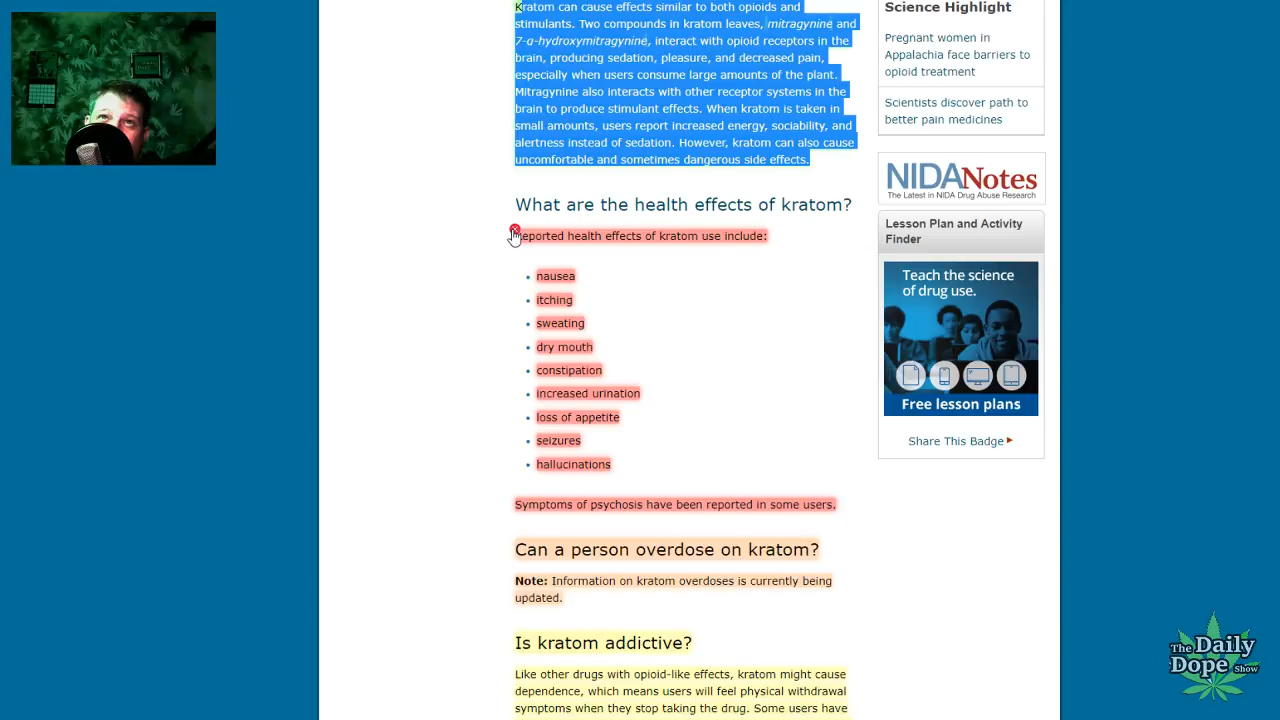 Kratom can cause effects similar to both opioids and
stimulants. Two compounds in kratom leaves, mitragynine and
7-α-hydroxymitragynine, interact with opioid receptors in the
brain, producing sedation, pleasure, and decreased pain,
especially when users consume large amounts of the plant.
Mitragynine also interacts with other receptor systems in the
brain to produce stimulant effects. When kratom is taken in
small amounts, users report increased energy, sociability, and
alertness instead of sedation. However, kratom can also cause
uncomfortable and sometimes dangerous side effects.
What are the health effects of kratom?
eported health effects of kratom use include:
nausea
itching
sweating
dry mouth
constipation
increased urination
loss of appetite
seizures
hallucinations
Symptoms of psychosis have been reported in some users.
Can a person overdose on kratom?
Note: Information on kratom overdoses is currently being
updated.
Is kratom addictive?
Like other drugs with opioid-like effects, kratom might cause
dependence, which means users will feel physical withdrawal
symptoms when they stop taking the drug. Some users have
Science Highlight
Pregnant women in
Appalachia face barriers to
opioid treatment
Scientists discover path to
better pain medicines
NIDANotes
The Latest in NIDA Drug Abuse Research
Lesson Plan and Activity
Finder
Teach the science
of drug use.
Free lesson plans
Share This Badge
The Daily
Dope Show